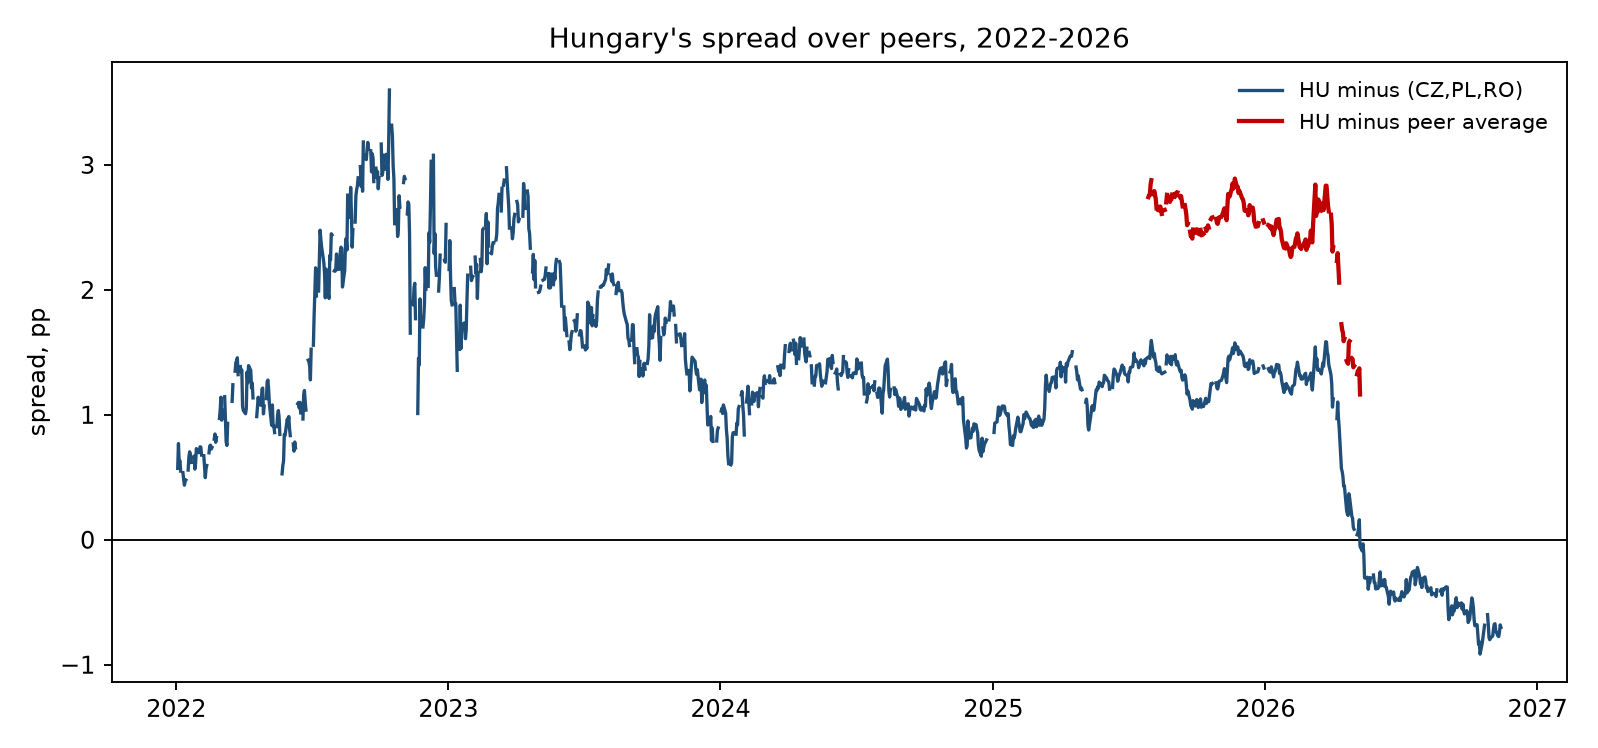 Hungary's spread over peers, 2022-2026
HU minus (CZ,PL,RO)
HU minus peer average
spread, pp
3
2
1
0
−1
2022
2023
2024
2025
2026
2027